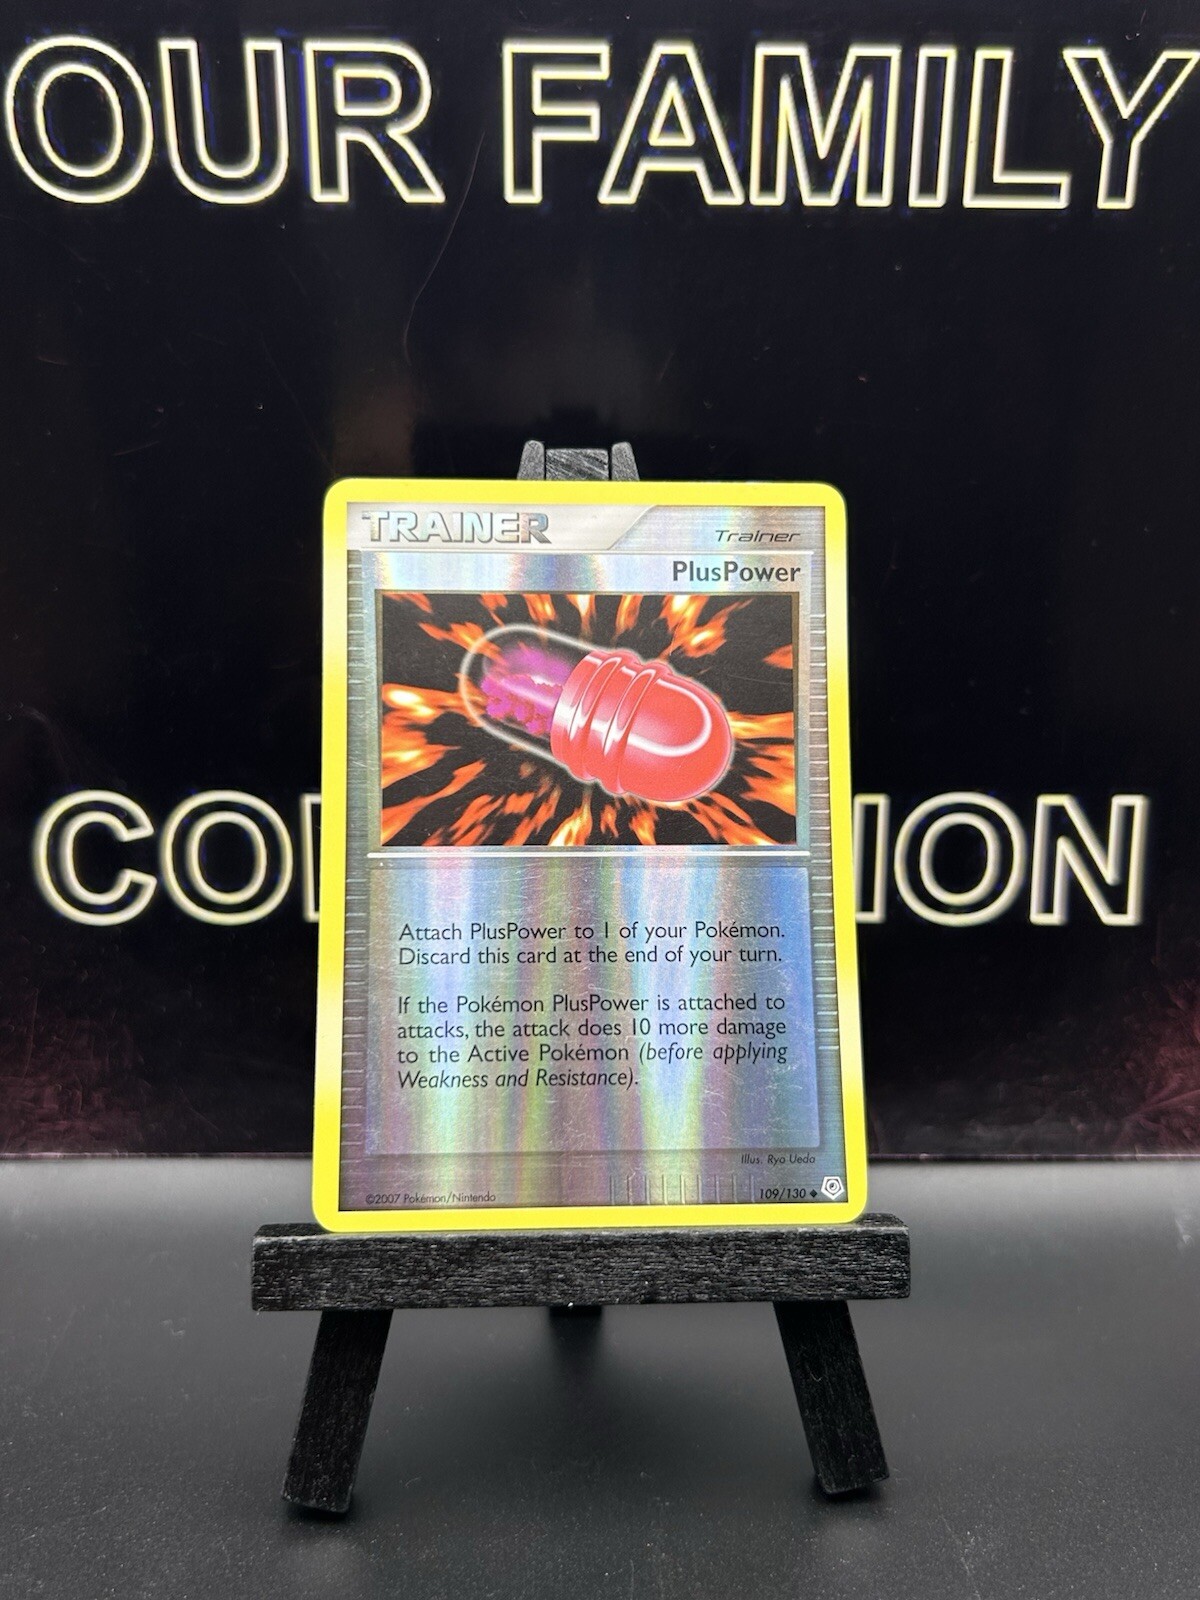 OUR FAMILY
TRAINER
Trainer
PlusPower
CO ION
Attach PlusPower to 1 of your Pokémon.
Discard this card at the end of your turn.
If the Pokémon PlusPower is attached to
attacks, the attack does 10 more damage
to the Active Pokémon (before applying
Weakness and Resistance).
Illus. Ryo Ueda
©2007 Pokémon/Nintendo
109/130